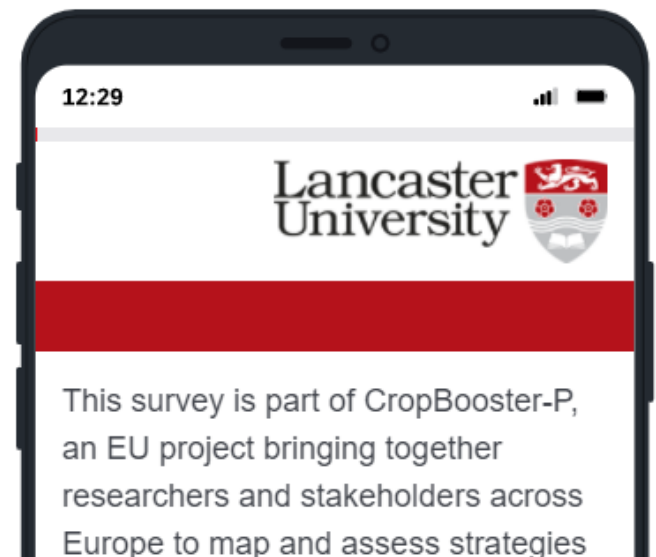 12:29
Lancaster
University
This survey is part of CropBooster-P,
an EU project bringing together
researchers and stakeholders across
Europe to map and assess strategies